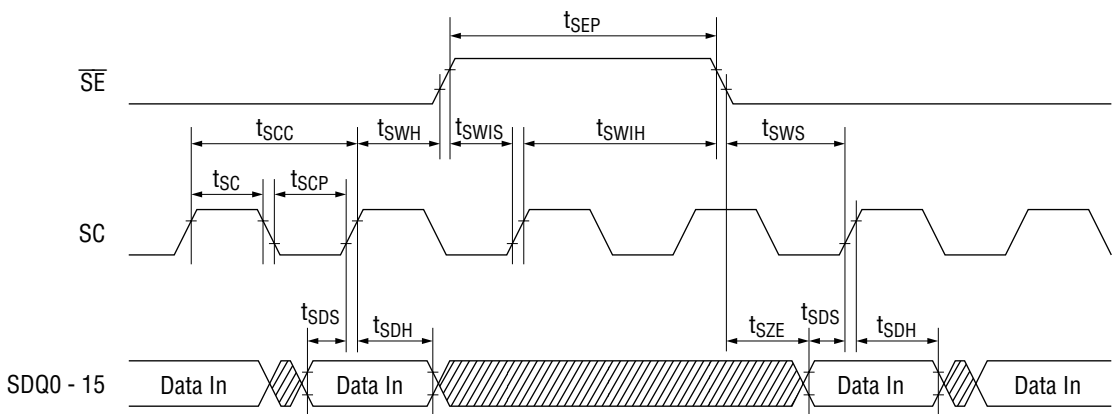 tSEP
SE
tSCC tSWH tSWIS tSWIH tSWS
tSC tSCP
SC
tSDS tSDH tSZE tSDS tSDH
SDQ0 - 15 Data In Data In Data In Data In